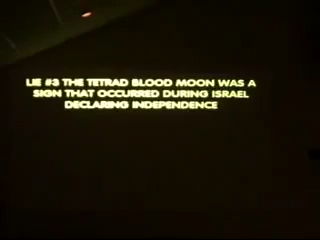 LIE #3 THE TETRAD BLOOD MOON WAS A
SIGN THAT OCCURRED DURING ISRAEL
DECLARING INDEPENDENCE